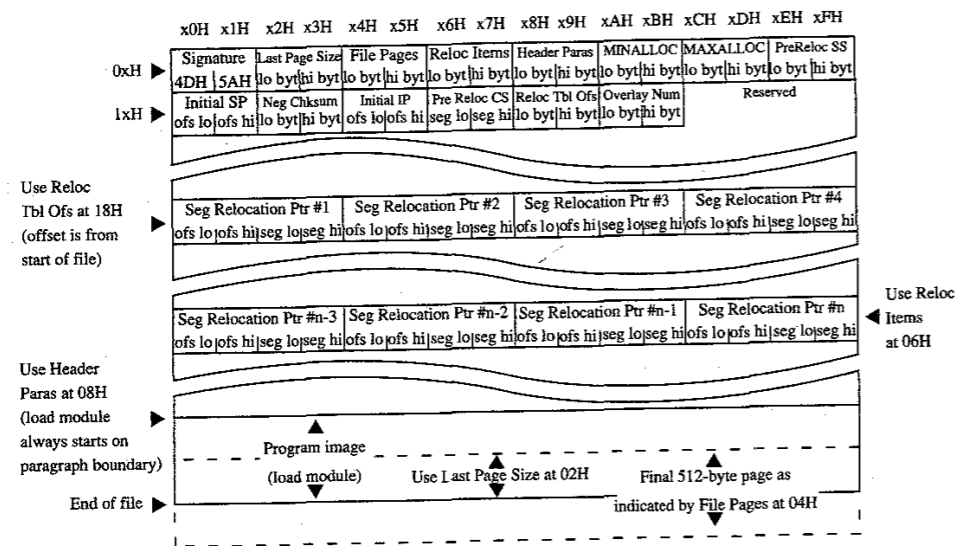 x0H x1H x2H x3H x4H x5H x6H x7H x8H x9H xAH xBH xCH xDH xEH xFH
0xH
Signature Last Page Size File Pages Reloc Items Header Paras MINALLOC MAXALLOC PreReloc SS
4DH 5AH lo byt hi byt lo byt hi byt lo byt hi byt lo byt hi byt lo byt hi byt lo byt hi byt lo byt hi byt
1xH
Initial SP Neg Chksum Initial IP Pre Reloc CS Reloc Tbl Ofs Overlay Num Reserved
ofs lo ofs hi lo byt hi byt ofs lo ofs hi seg lo seg hi lo byt hi byt lo byt hi byt
Use Reloc
Tbl Ofs at 18H
(offset is from
start of file)
Seg Relocation Ptr #1 Seg Relocation Ptr #2 Seg Relocation Ptr #3 Seg Relocation Ptr #4
ofs lo ofs hi seg lo seg hi ofs lo ofs hi seg lo seg hi ofs lo ofs hi seg lo seg hi ofs lo ofs hi seg lo seg hi
Seg Relocation Ptr #n-3 Seg Relocation Ptr #n-2 Seg Relocation Ptr #n-1 Seg Relocation Ptr #n
ofs lo ofs hi seg lo seg hi ofs lo ofs hi seg lo seg hi ofs lo ofs hi seg lo seg hi ofs lo ofs hi seg lo seg hi
Use Reloc
Items
at 06H
Use Header
Paras at 08H
(load module
always starts on
paragraph boundary)
End of file
Program image
(load module)
Use Last Page Size at 02H
Final 512-byte page as
indicated by File Pages at 04H